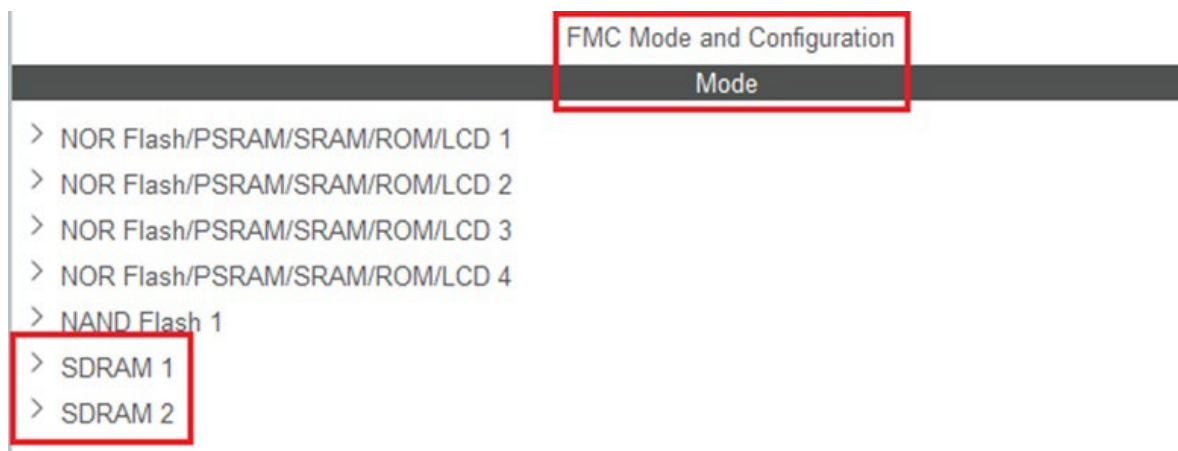 FMC Mode and Configuration
Mode
> NOR Flash/PSRAM/SRAM/ROM/LCD 1
> NOR Flash/PSRAM/SRAM/ROM/LCD 2
> NOR Flash/PSRAM/SRAM/ROM/LCD 3
> NOR Flash/PSRAM/SRAM/ROM/LCD 4
> NAND Flash 1
> SDRAM 1
> SDRAM 2